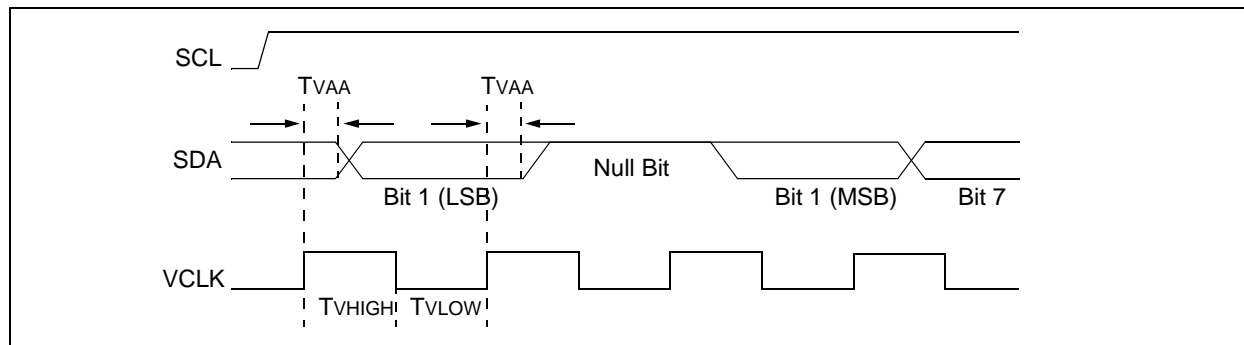 SCL
TVAA TVAA
SDA
Null Bit
Bit 1 (LSB) Bit 1 (MSB) Bit 7
VCLK
TVHIGH TVLOW